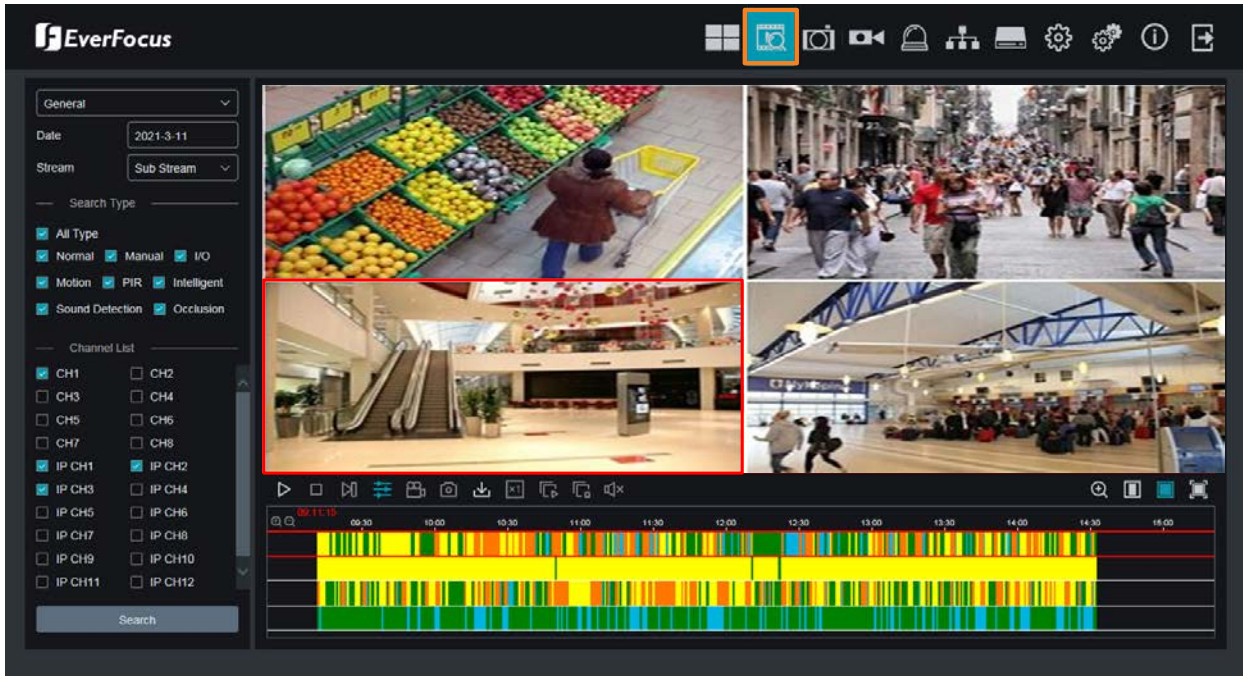 EverFocus
General
Date 2021-3-11
Stream Sub Stream
Search Type
All Type
Normal Manual I/O
Motion PIR Intelligent
Sound Detection Occlusion
Channel List
CH1 CH2
CH3 CH4
CH5 CH6
CH7 CH8
IP CH1 IP CH2
IP CH3 IP CH4
IP CH5 IP CH6
IP CH7 IP CH8
IP CH9 IP CH10
IP CH11 IP CH12
Search
X1
09:11:15
09:30 10:00 10:30 11:00 11:30 12:00 12:30 13:00 13:30 14:00 14:30 15:00